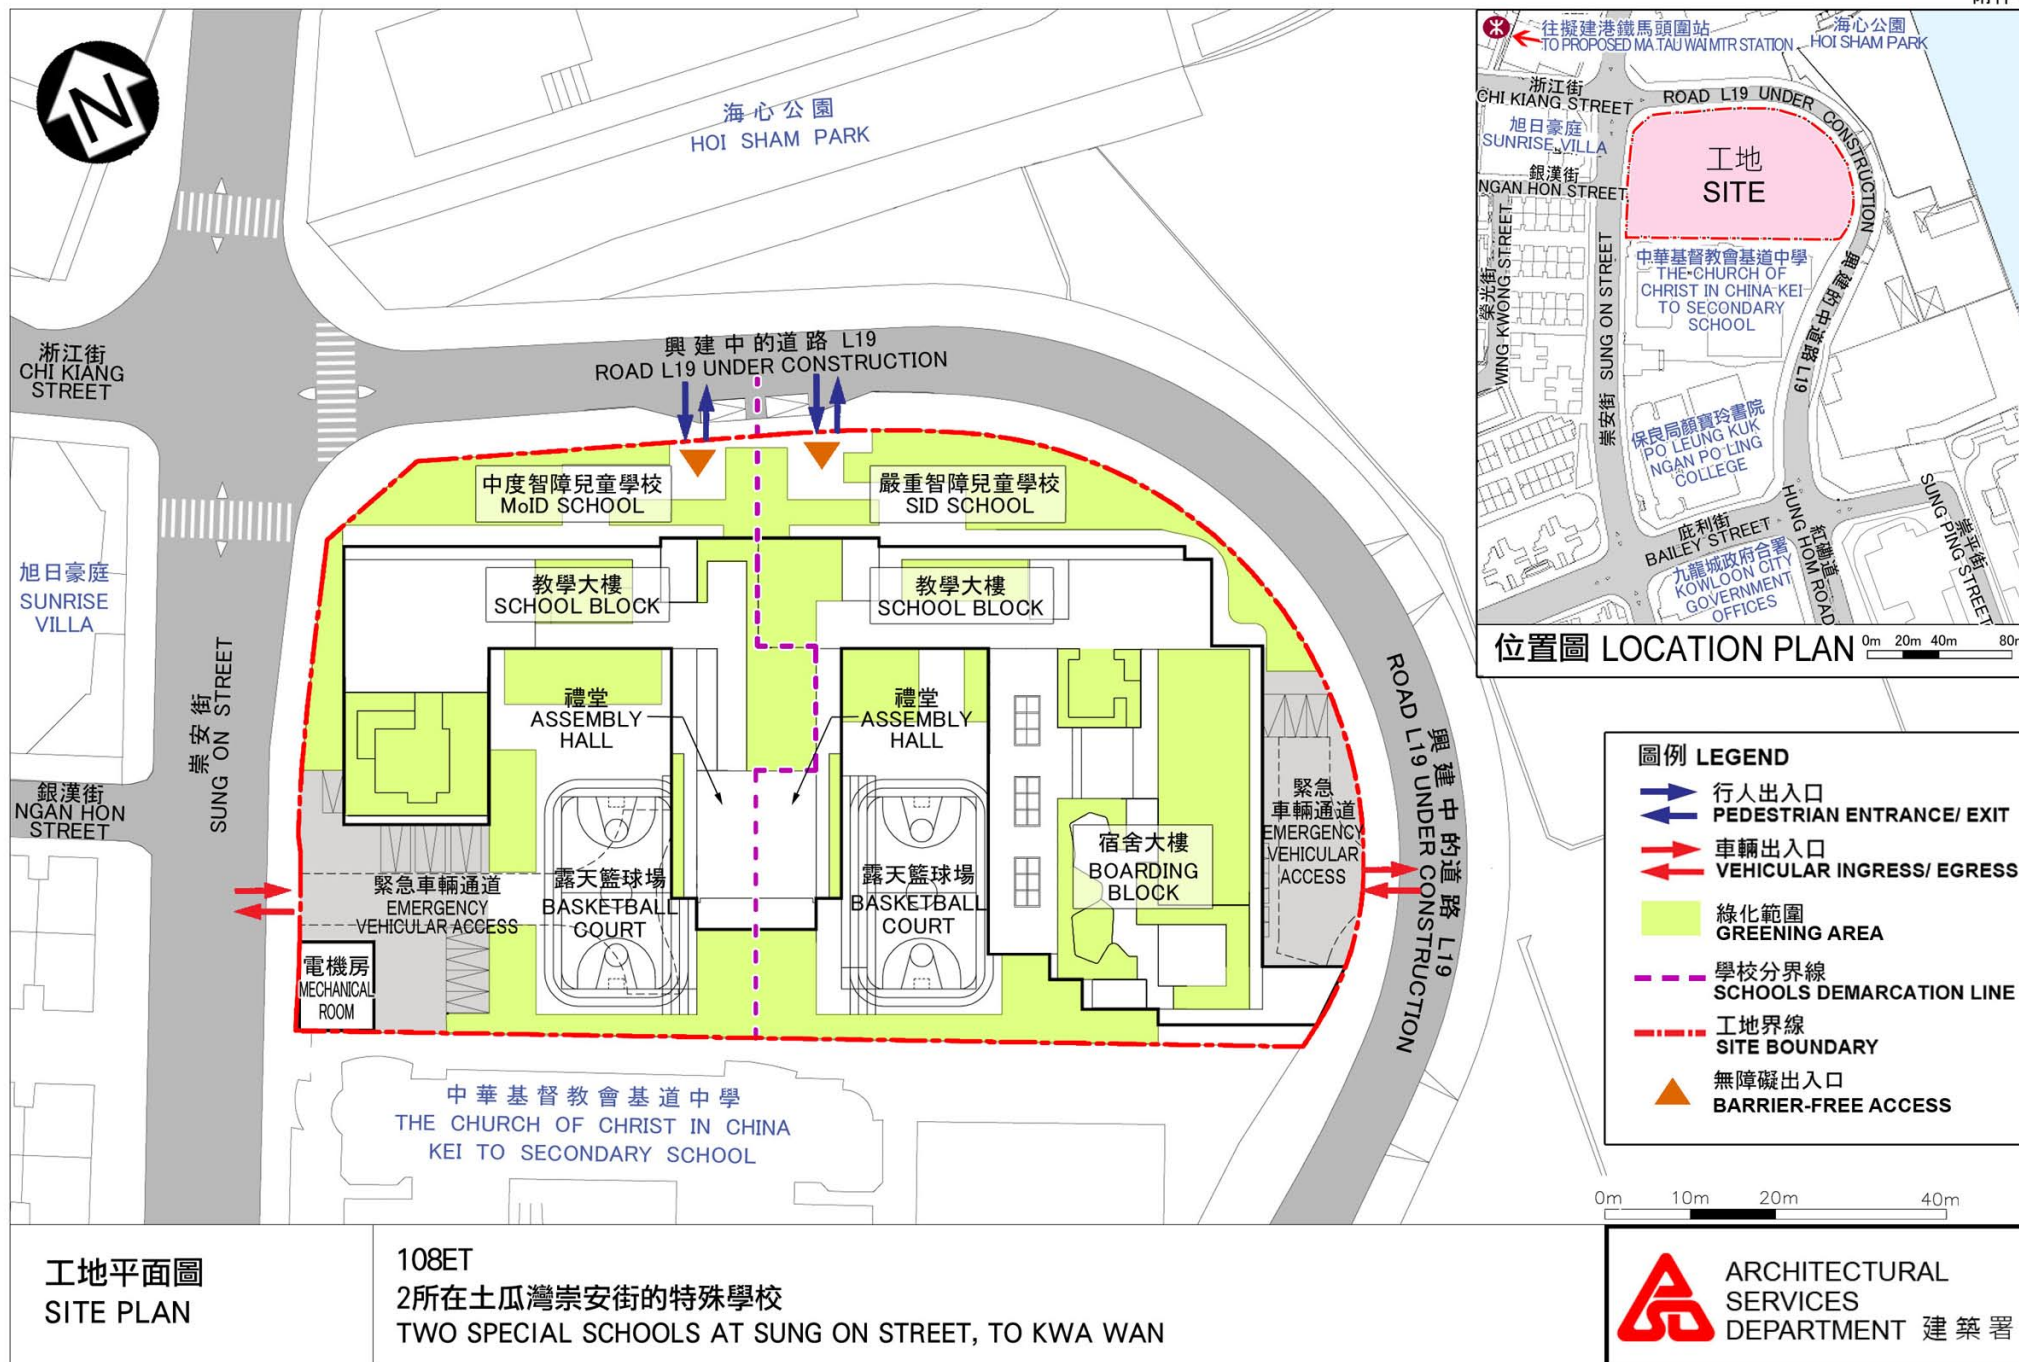 海心公園
HOI SHAM PARK
浙江街
CHI KIANG
STREET
興建中的道路 L19
ROAD L19 UNDER CONSTRUCTION
中度智障兒童學校
MoID SCHOOL
嚴重智障兒童學校
SID SCHOOL
旭日豪庭
SUNRISE
VILLA
教學大樓
SCHOOL BLOCK
教學大樓
SCHOOL BLOCK
崇安街
SUNG ON STREET
禮堂
ASSEMBLY
HALL
禮堂
ASSEMBLY
HALL
銀漢街
NGAN HON
STREET
緊急車輛通道
EMERGENCY
VEHICULAR ACCESS
露天籃球場
BASKETBALL
COURT
露天籃球場
BASKETBALL
COURT
宿舍大樓
BOARDING
BLOCK
緊急
車輛通道
EMERGENCY
VEHICULAR
ACCESS
興建中的道路 L19
ROAD L19 UNDER CONSTRUCTION
電機房
MECHANICAL
ROOM
中華基督教會基道中學
THE CHURCH OF CHRIST IN CHINA
KEI TO SECONDARY SCHOOL
N
往擬建港鐵馬頭圍站
TO PROPOSED MA TAU WAI MTR STATION
海心公園
HOI SHAM PARK
浙江街
CHI KIANG STREET
ROAD L19 UNDER CONSTRUCTION
旭日豪庭
SUNRISE VILLA
工地
SITE
銀漢街
NGAN HON STREET
榮光街
WING KWONG STREET
崇安街 SUNG ON STREET
中華基督教會基道中學
THE CHURCH OF
CHRIST IN CHINA KEI
TO SECONDARY
SCHOOL
興建的中道路 L19
保良局顏寶玲書院
PO LEUNG KUK
NGAN PO LING
COLLEGE
庇利街
BAILEY STREET
紅磡道
HUNG HOM ROAD
崇平街
SUNG PING STREET
九龍城政府合署
KOWLOON CITY
GOVERNMENT
OFFICES
位置圖 LOCATION PLAN
0m 20m 40m 80m
圖例 LEGEND
行人出入口
PEDESTRIAN ENTRANCE/ EXIT
車輛出入口
VEHICULAR INGRESS/ EGRESS
綠化範圍
GREENING AREA
學校分界線
SCHOOLS DEMARCATION LINE
工地界線
SITE BOUNDARY
無障礙出入口
BARRIER-FREE ACCESS
0m 10m 20m 40m
工地平面圖
SITE PLAN
108ET
2所在土瓜灣崇安街的特殊學校
TWO SPECIAL SCHOOLS AT SUNG ON STREET, TO KWA WAN
ARCHITECTURAL
SERVICES
DEPARTMENT 建築署